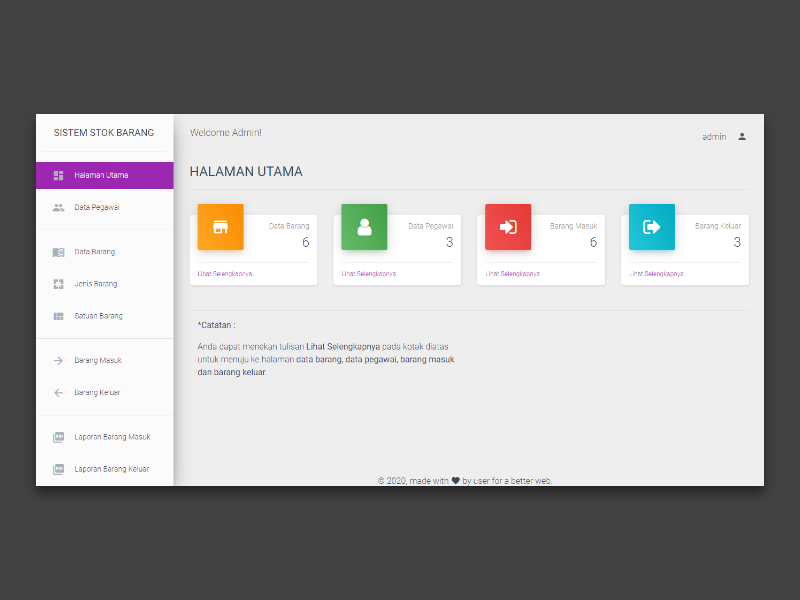 SISTEM STOK BARANG
Halaman Utama
Data Pegawai
Data Barang
Jenis Barang
Satuan Barang
Barang Masuk
Barang Keluar
PDF Laporan Barang Masuk
PDF Laporan Barang Keluar
Welcome Admin!
admin
HALAMAN UTAMA
Data Barang
6
Lihat Selengkapnya
Data Pegawai
3
Lihat Selengkapnya
Barang Masuk
6
Lihat Selengkapnya
Barang Keluar
3
Lihat Selengkapnya
*Catatan :
Anda dapat menekan tulisan Lihat Selengkapnya pada kotak diatas
untuk menuju ke halaman data barang, data pegawai, barang masuk
dan barang keluar
© 2020, made with ♥ by user for a better web.